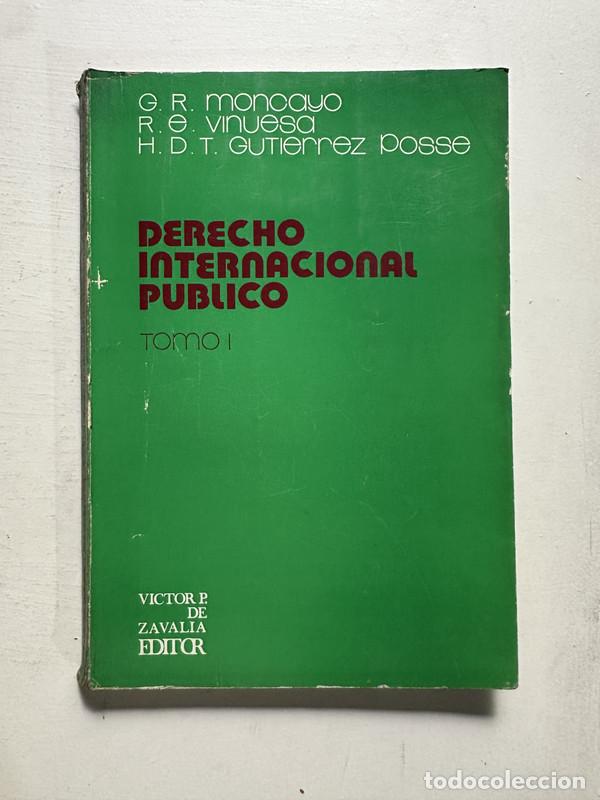 G. R. MONCAYO
R. E. VINUESA
H. D. T. GUTIERREZ POSSE
DERECHO
INTERNACIONAL
PUBLICO
TOMO I
VICTOR P.
DE
ZAVALIA
EDITOR
todocoleccion